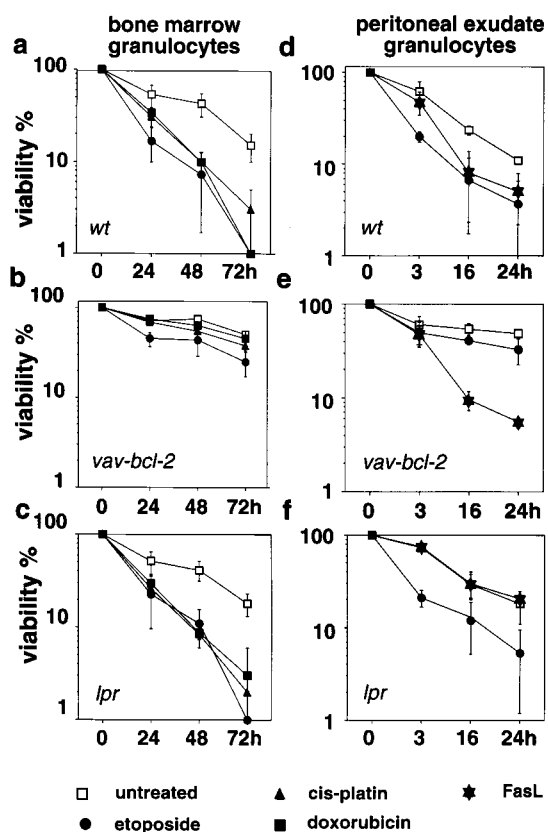 bone marrow
granulocytes
peritoneal exudate
granulocytes
a
viability %
100
10
1
wt
0 24 48 72h
d
100
10
1
wt
0 3 16 24h
b
viability %
100
10
1
vav-bcl-2
0 24 48 72h
e
100
10
1
vav-bcl-2
0 3 16 24h
c
viability %
100
10
1
lpr
0 24 48 72h
f
100
10
1
lpr
0 3 16 24h
untreated
cis-platin
FasL
etoposide
doxorubicin